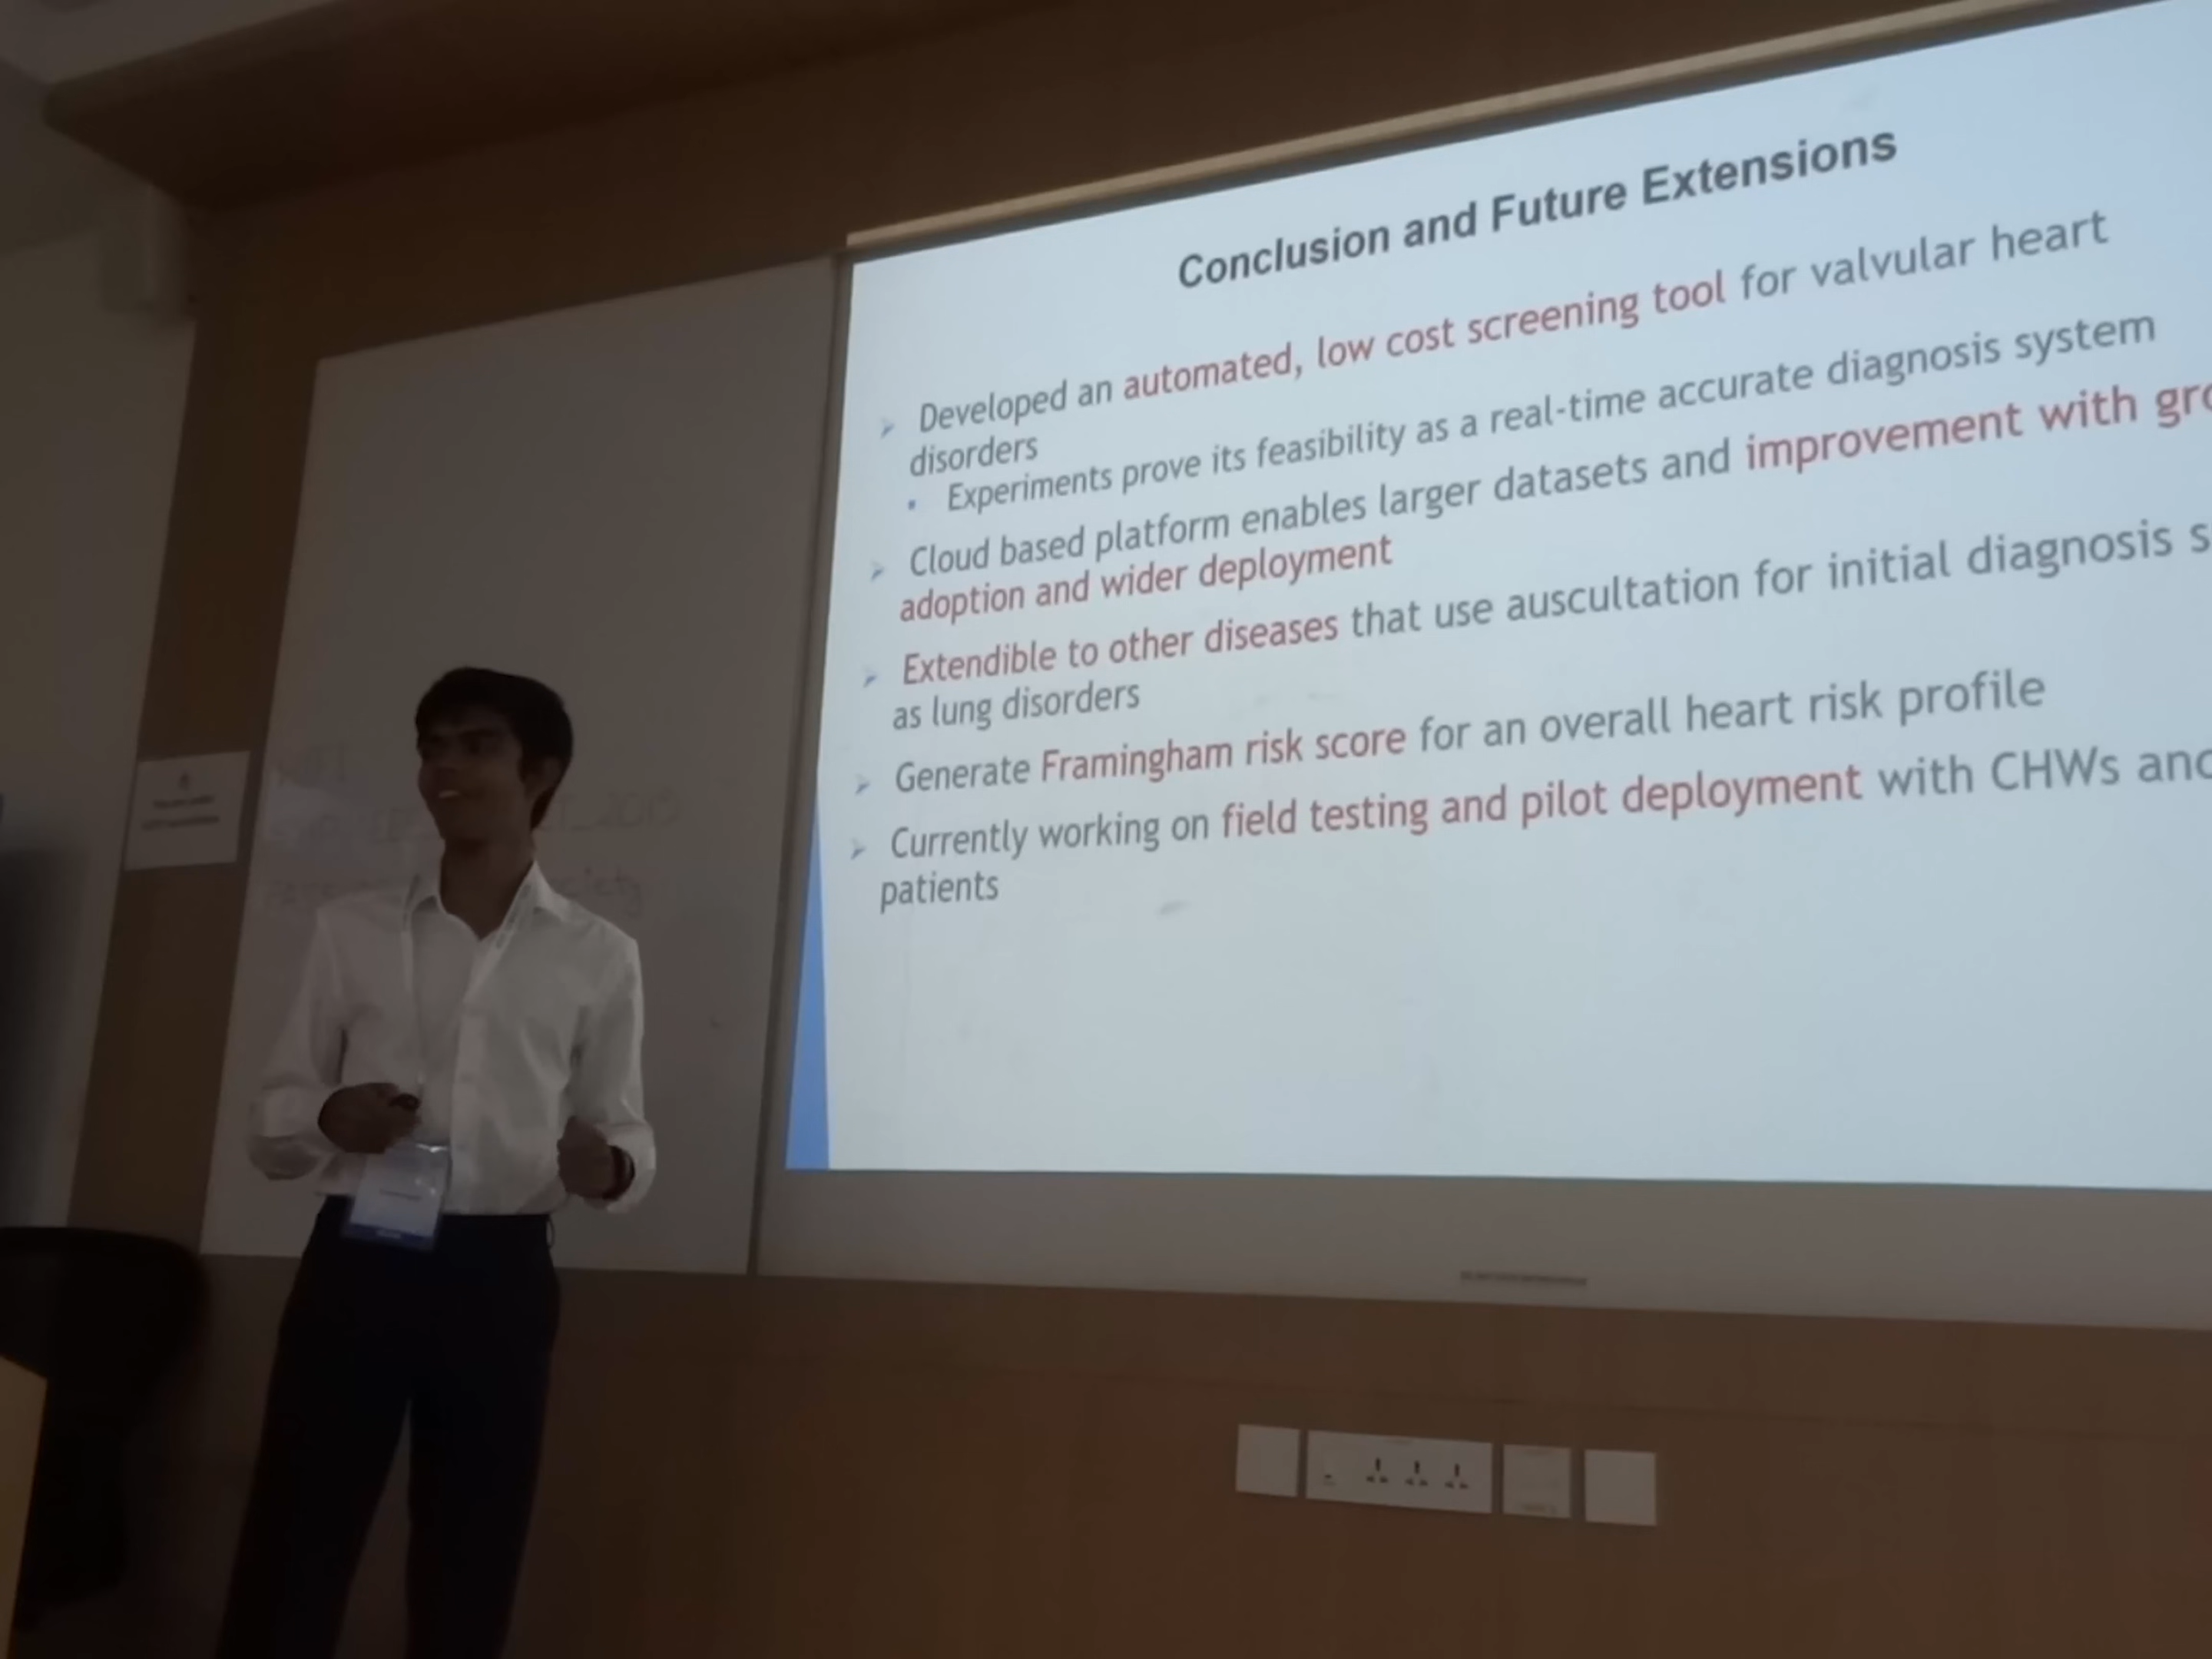 Conclusion and Future Extensions
Developed an automated, low cost screening tool for valvular heart
disorders
Experiments prove its feasibility as a real-time accurate diagnosis system
Cloud based platform enables larger datasets and improvement with
adoption and wider deployment
Extendible to other diseases that use auscultation for initial diagnosis
as lung disorders
Generate Framingham risk score for an overall heart risk profile
Currently working on field testing and pilot deployment with CHWs and
patients